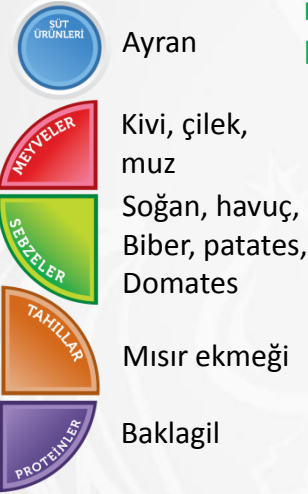 SÜT
ÜRÜNLERİ
Ayran
MEYVELER
Kivi, çilek,
muz
SEBZELER
Soğan, havuç,
Biber, patates,
Domates
TAHILLAR
Mısır ekmeği
PROTEİNLER
Baklagil